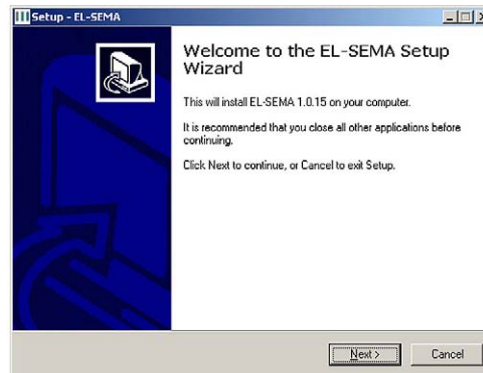 Setup - EL-SEMA
Welcome to the EL-SEMA Setup
Wizard
This will install EL-SEMA 1.0.15 on your computer.
It is recommended that you close all other applications before
continuing.
Click Next to continue, or Cancel to exit Setup.
Next >
Cancel